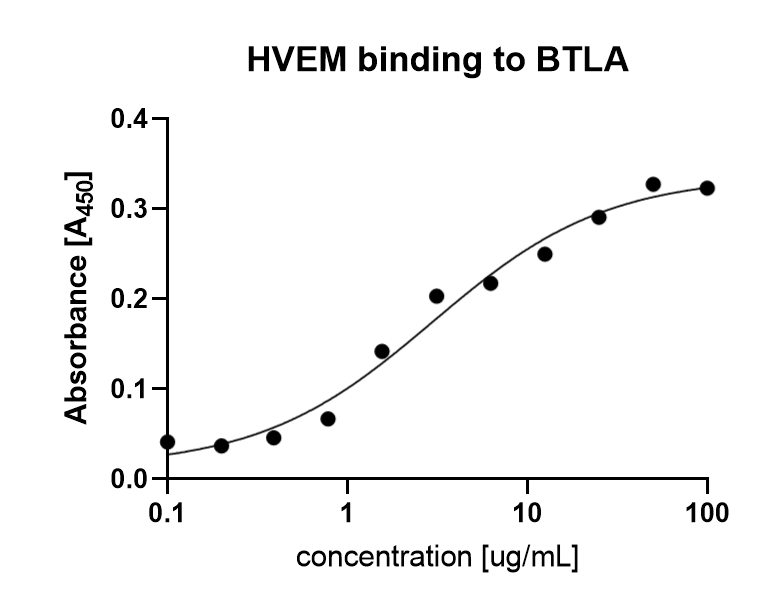 HVEM binding to BTLA
0.4
0.3
0.2
0.1
0.0
Absorbance [A450]
0.1 1 10 100
concentration [ug/mL]